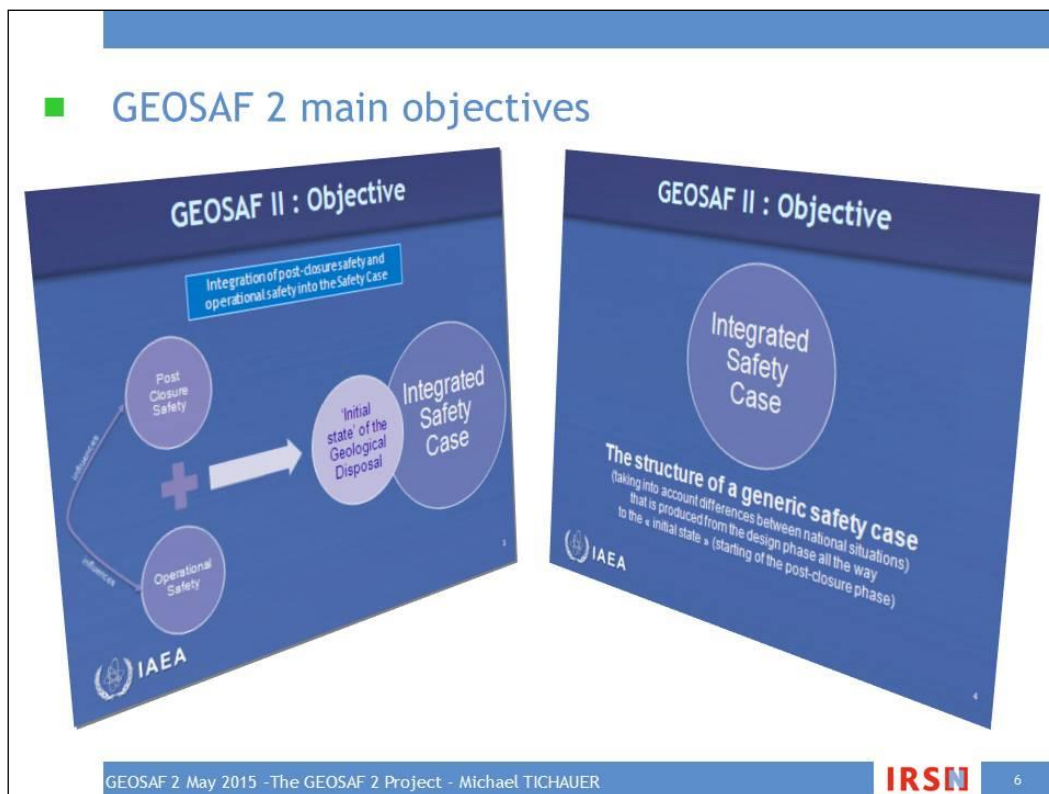 GEOSAF 2 main objectives
GEOSAF II : Objective
Integration of post-closure safety and
operational safety into the Safety Case
Post
Closure
Safety
influences
influences
Operational
Safety
'Initial
state' of the
Geological
Disposal
Integrated
Safety
Case
IAEA
3
GEOSAF II : Objective
Integrated
Safety
Case
The structure of a generic safety case
(taking into account differences between national situations)
that is produced from the design phase all the way
to the « initial state » (starting of the post-closure phase)
IAEA
4
GEOSAF 2 May 2015 -The GEOSAF 2 Project - Michael TICHAUER
IRSN
6